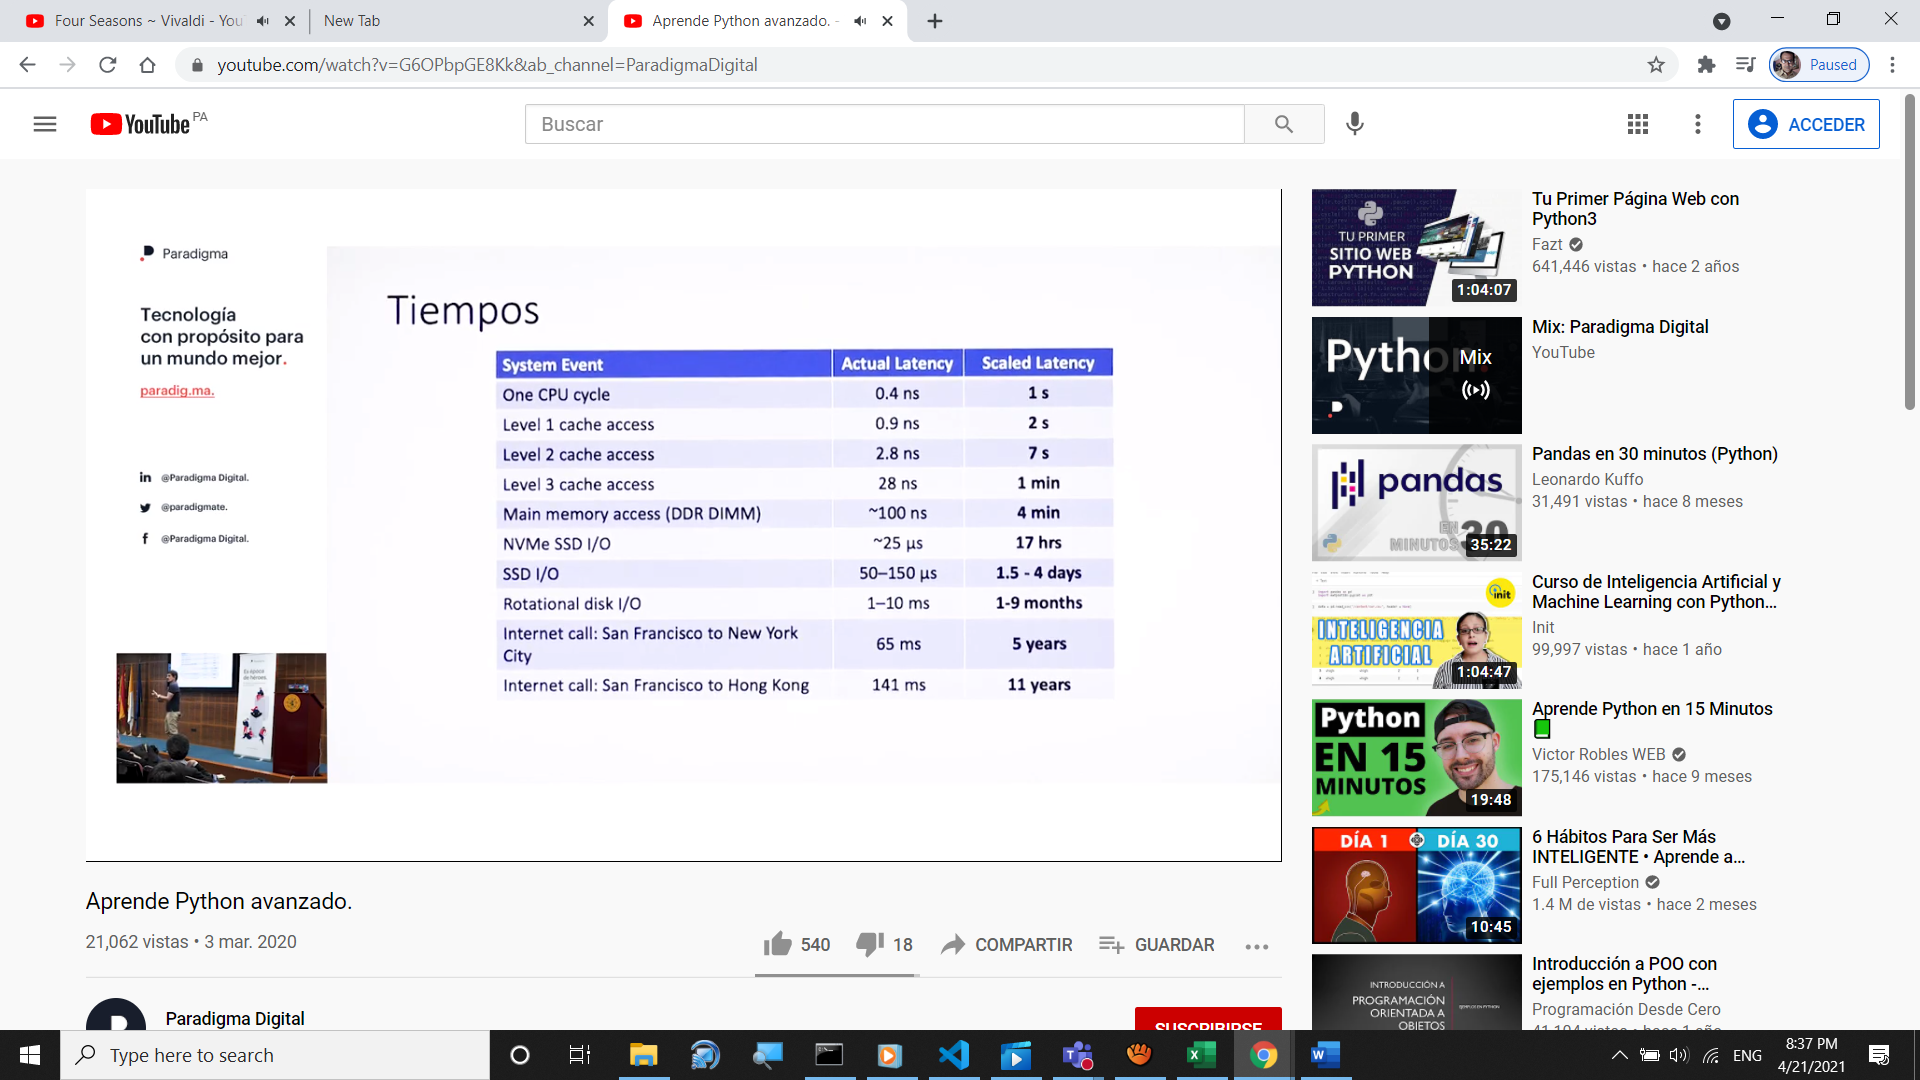 Four Seasons ~ Vivaldi - You
New Tab
Aprende Python avanzado. -
youtube.com/watch?v=G6OPbpGE8Kk&ab_channel=ParadigmaDigital
Paused
YouTube PA
Buscar
ACCEDER
Paradigma
Tecnología
con propósito para
un mundo mejor.
paradig.ma.
in @Paradigma Digital.
@paradigmate.
f @Paradigma Digital.
Tiempos
System Event Actual Latency Scaled Latency
One CPU cycle 0.4 ns 1 s
Level 1 cache access 0.9 ns 2 s
Level 2 cache access 2.8 ns 7 s
Level 3 cache access 28 ns 1 min
Main memory access (DDR DIMM) ~100 ns 4 min
NVMe SSD I/O ~25 μs 17 hrs
SSD I/O 50–150 μs 1.5 - 4 days
Rotational disk I/O 1–10 ms 1-9 months
Internet call: San Francisco to New York
City 65 ms 5 years
Internet call: San Francisco to Hong Kong 141 ms 11 years
Aprende Python avanzado.
21,062 vistas • 3 mar. 2020
540 18 COMPARTIR GUARDAR
Paradigma Digital
SUSCRIBIRSE
TU PRIMER
SITIO WEB
PYTHON
1:04:07
Tu Primer Página Web con
Python3
Fazt
641,446 vistas • hace 2 años
Python
Mix
Mix: Paradigma Digital
YouTube
pandas
EN 30
MINUTOS
35:22
Pandas en 30 minutos (Python)
Leonardo Kuffo
31,491 vistas • hace 8 meses
init
INTELIGENCIA
ARTIFICIAL
1:04:47
Curso de Inteligencia Artificial y
Machine Learning con Python...
Init
99,997 vistas • hace 1 año
Python
EN 15
MINUTOS
19:48
Aprende Python en 15 Minutos
Victor Robles WEB
175,146 vistas • hace 9 meses
DÍA 1 DÍA 30
10:45
6 Hábitos Para Ser Más
INTELIGENTE • Aprende a...
Full Perception
1.4 M de vistas • hace 2 meses
INTRODUCCIÓN A
PROGRAMACIÓN
ORIENTADA A
OBJETOS
Introducción a POO con
ejemplos en Python -...
Programación Desde Cero
41,194 vistas • hace 1 año
Type here to search
ENG
8:37 PM
4/21/2021